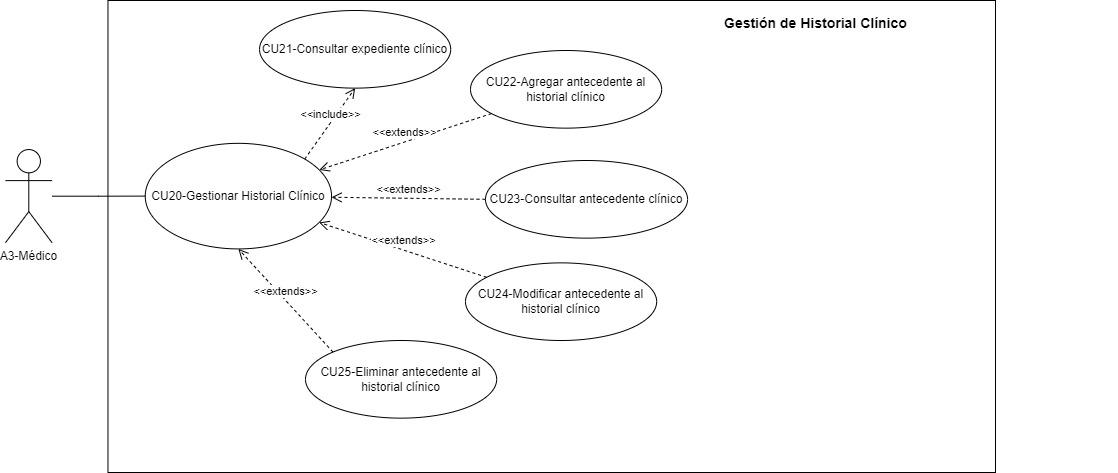 Gestión de Historial Clínico
CU21-Consultar expediente clínico
CU22-Agregar antecedente al
historial clínico
<<include>>
<<extends>>
CU20-Gestionar Historial Clínico
<<extends>>
CU23-Consultar antecedente clínico
<<extends>>
A3-Médico
CU24-Modificar antecedente al
historial clínico
<<extends>>
CU25-Eliminar antecedente al
historial clínico